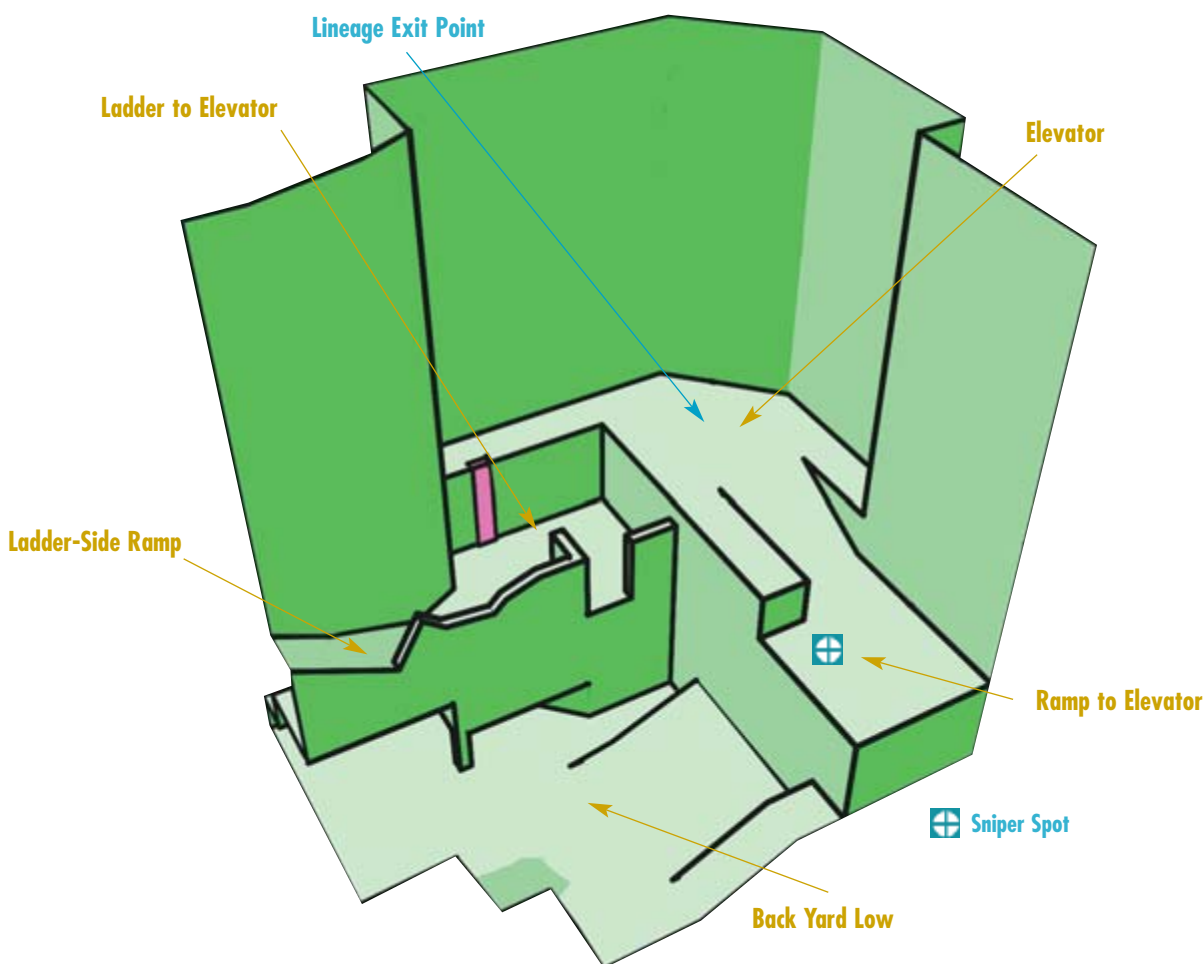 Lineage Exit Point
Ladder to Elevator
Elevator
Ladder-Side Ramp
Ramp to Elevator
Sniper Spot
Back Yard Low